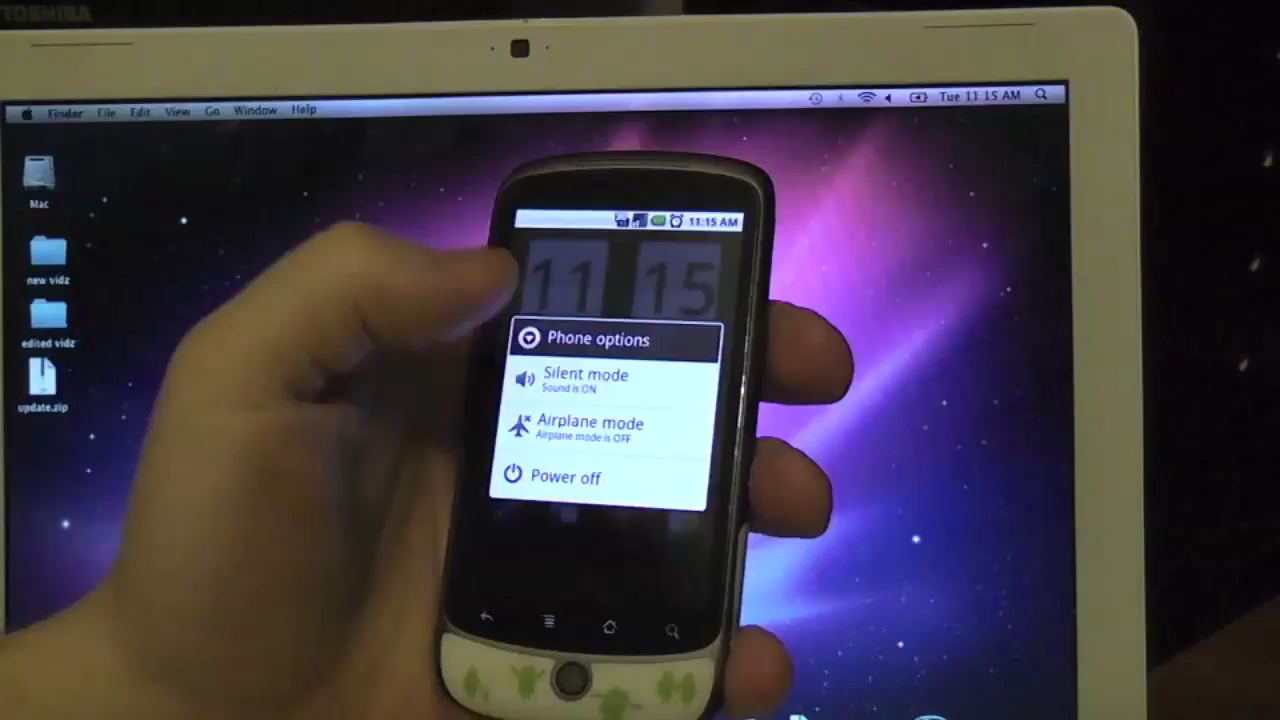 TOSHIBA
Finder File Edit View Go Window Help
Tue 11:15 AM
Mac
new vidz
edited vidz
update.zip
11:15 AM
11 15
Phone options
Silent mode
Sound is ON
Airplane mode
Airplane mode is OFF
Power off